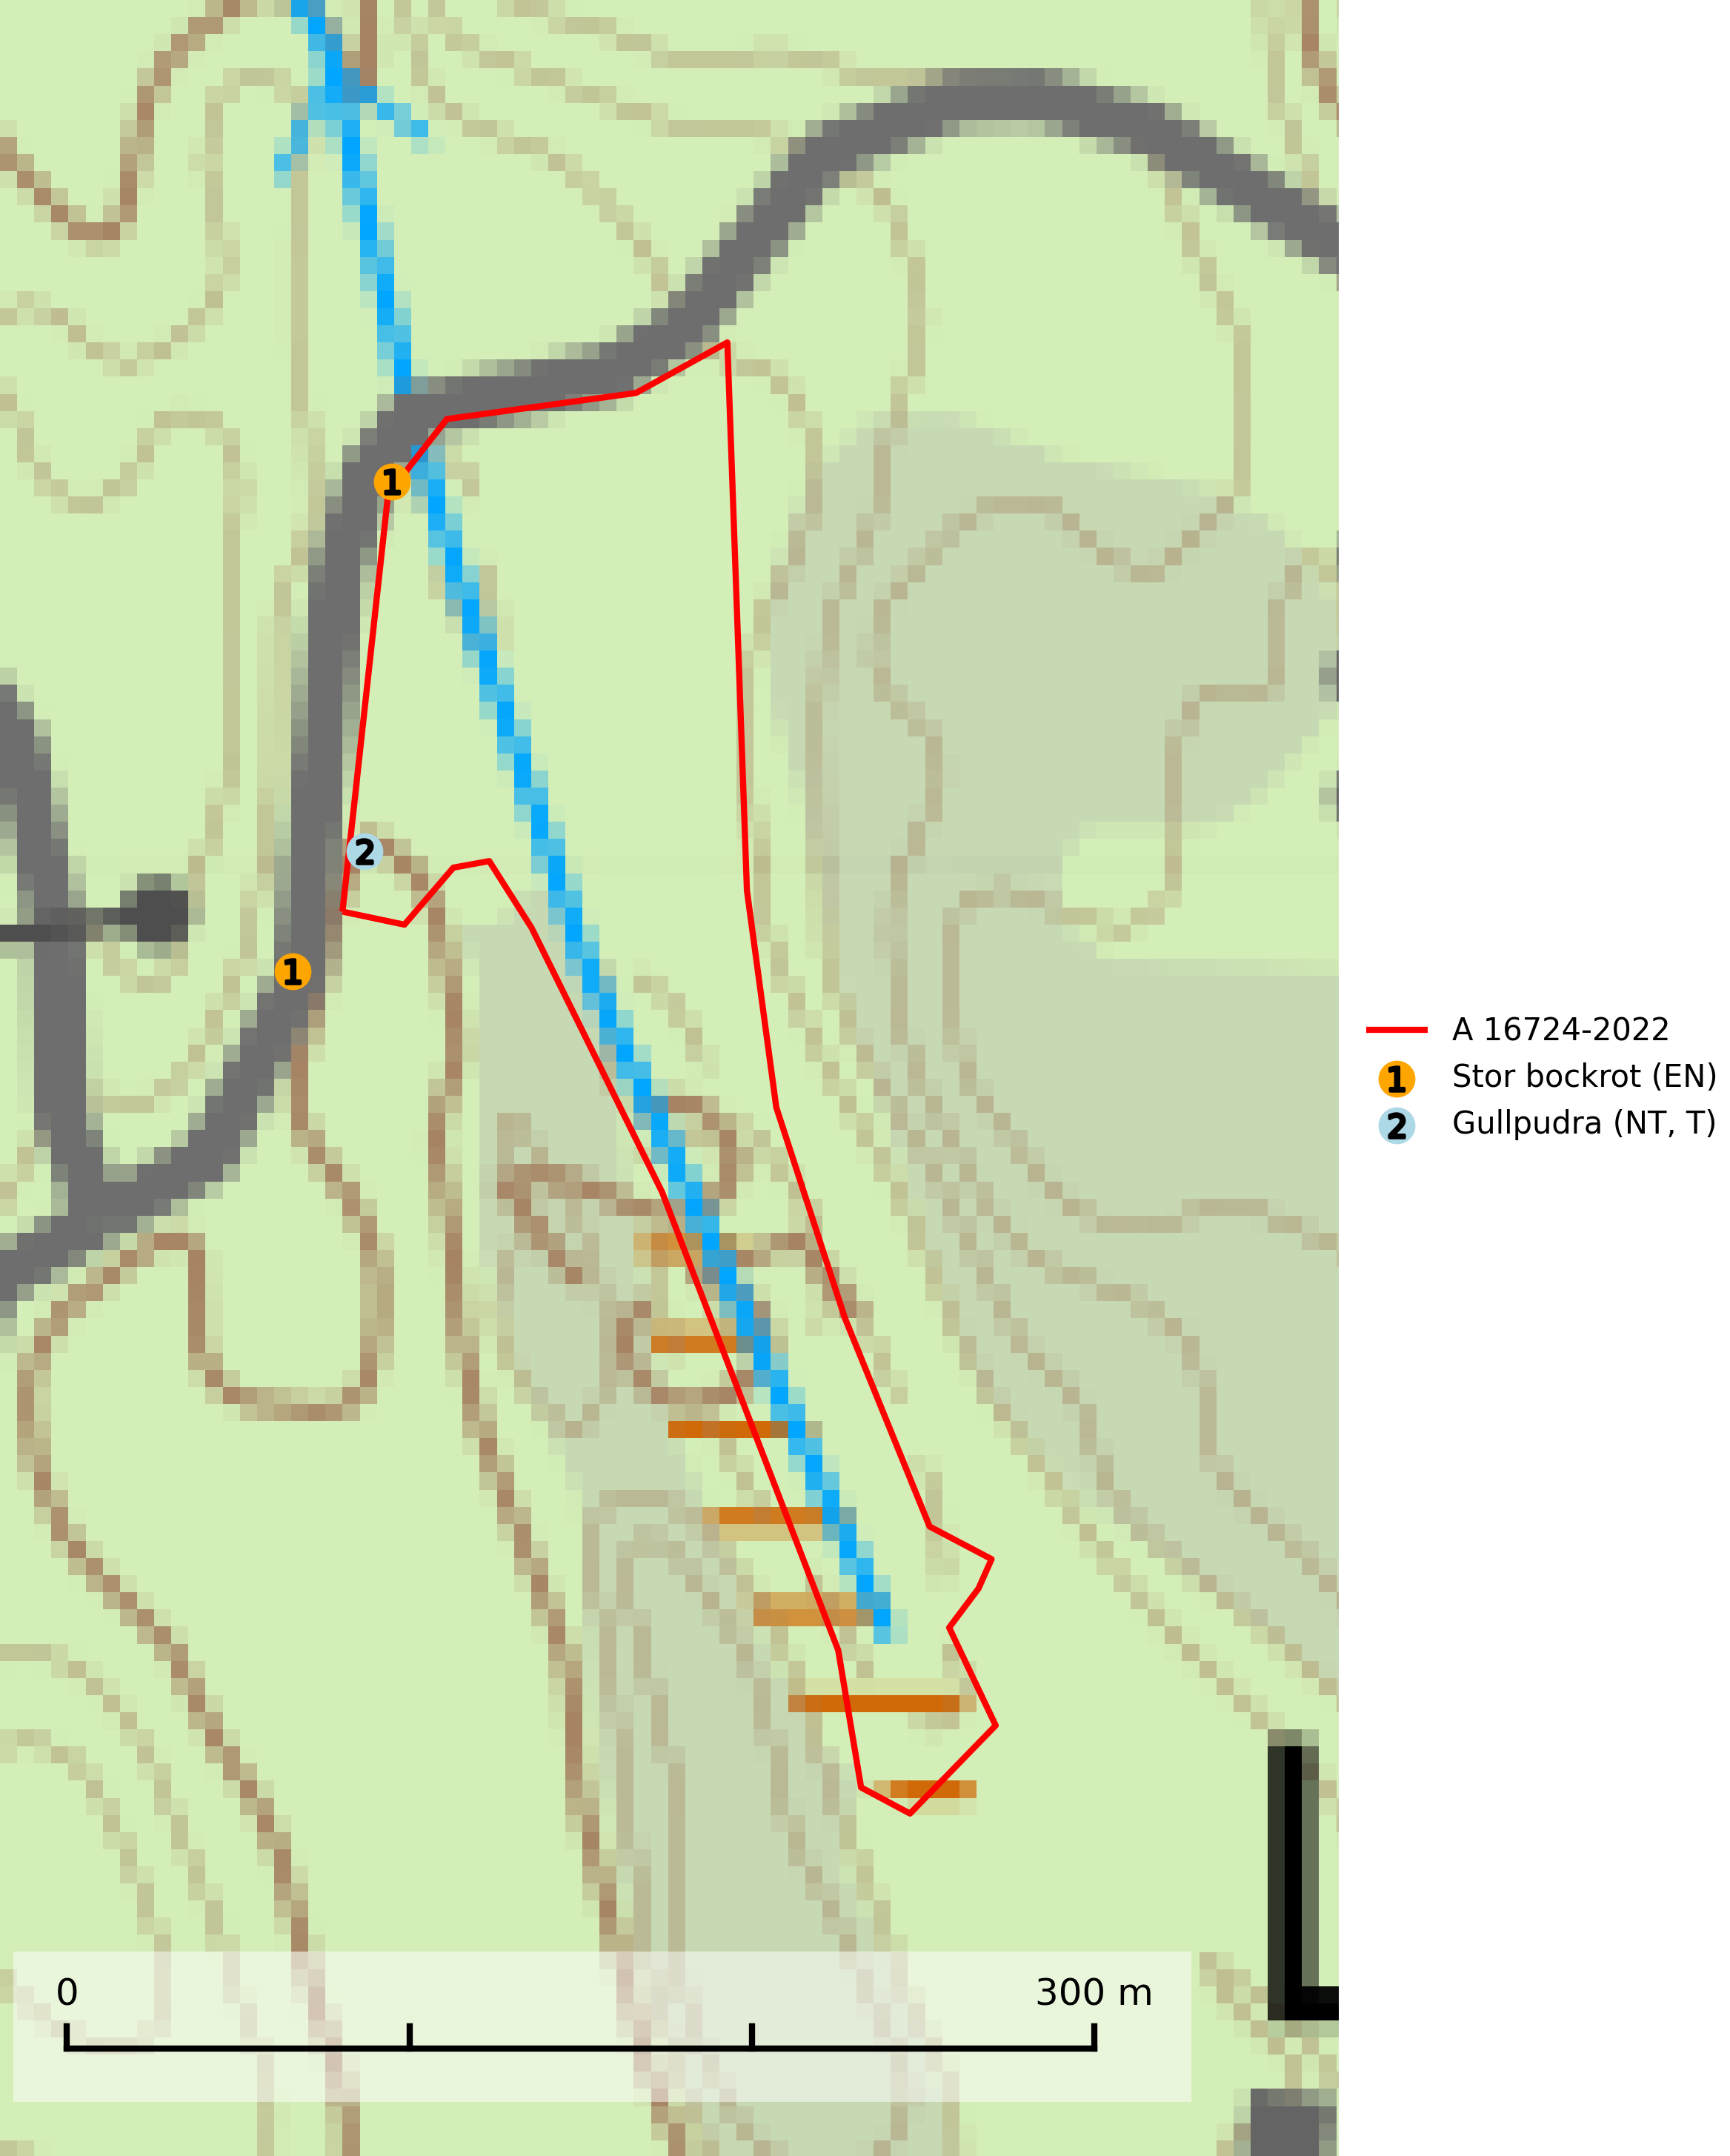 1
2
1
A 16724-2022
1 Stor bockrot (EN)
2 Gullpudra (NT, T)
0 300 m